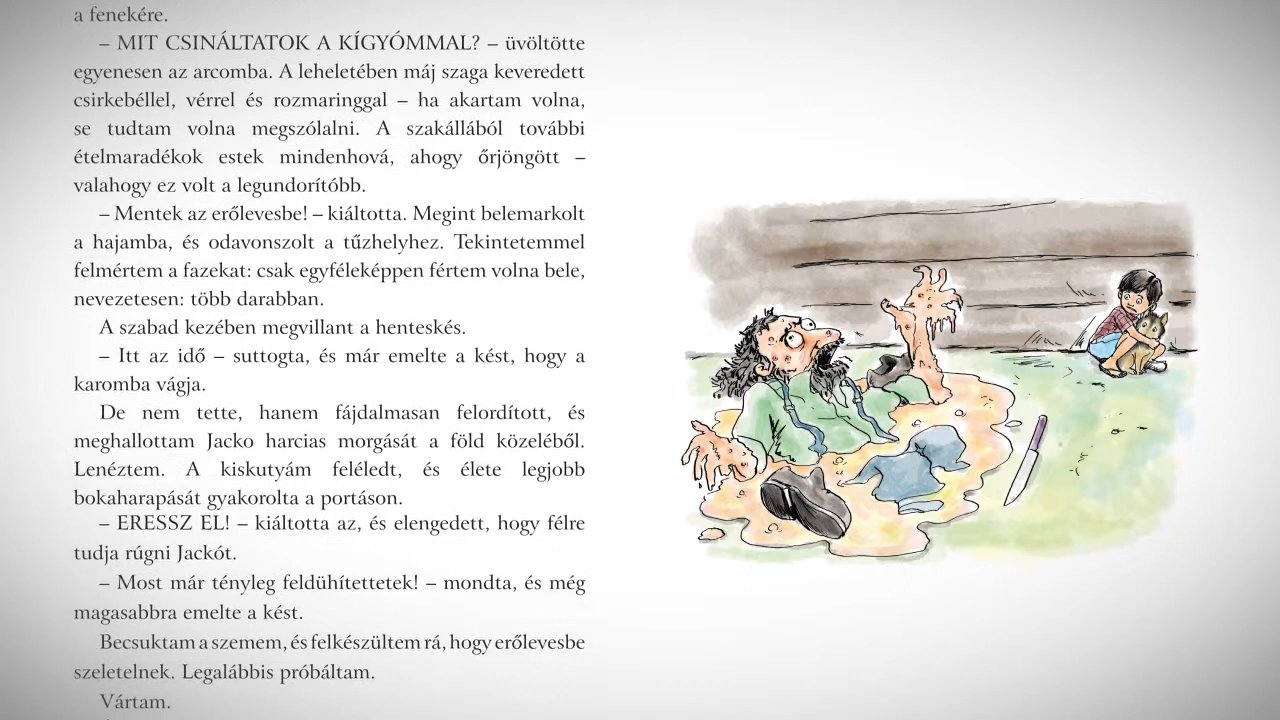 a fenekére.
– MIT CSINÁLTATOK A KÍGYÓMMAL? – üvöltötte
egyenesen az arcomba. A leheletében máj szaga keveredett
csirkebéllel, vérrel és rozmaringgal – ha akartam volna,
se tudtam volna megszólalni. A szakállából további
ételmaradékok estek mindenhová, ahogy őrjöngött –
valahogy ez volt a legundorítóbb.
– Mentek az erőlevesbe! – kiáltotta. Megint belemarkolt
a hajamba, és odavonszolt a tűzhelyhez. Tekintetemmel
felmértem a fazekat: csak egyféleképpen fértem volna bele,
nevezetesen: több darabban.
A szabad kezében megvillant a henteskés.
– Itt az idő – suttogta, és már emelte a kést, hogy a
karomba vágja.
De nem tette, hanem fájdalmasan felordított, és
meghallottam Jacko harcias morgását a föld közeléből.
Lenéztem. A kiskutyám feléledt, és élete legjobb
bokaharapását gyakorolta a portáson.
– ERESSZ EL! – kiáltotta az, és elengedett, hogy félre
tudja rúgni Jackót.
– Most már tényleg feldühítettetek! – mondta, és még
magasabbra emelte a kést.
Becsuktam a szemem, és felkészültem rá, hogy erőlevesbe
szeletelnek. Legalábbis próbáltam.
Vártam.